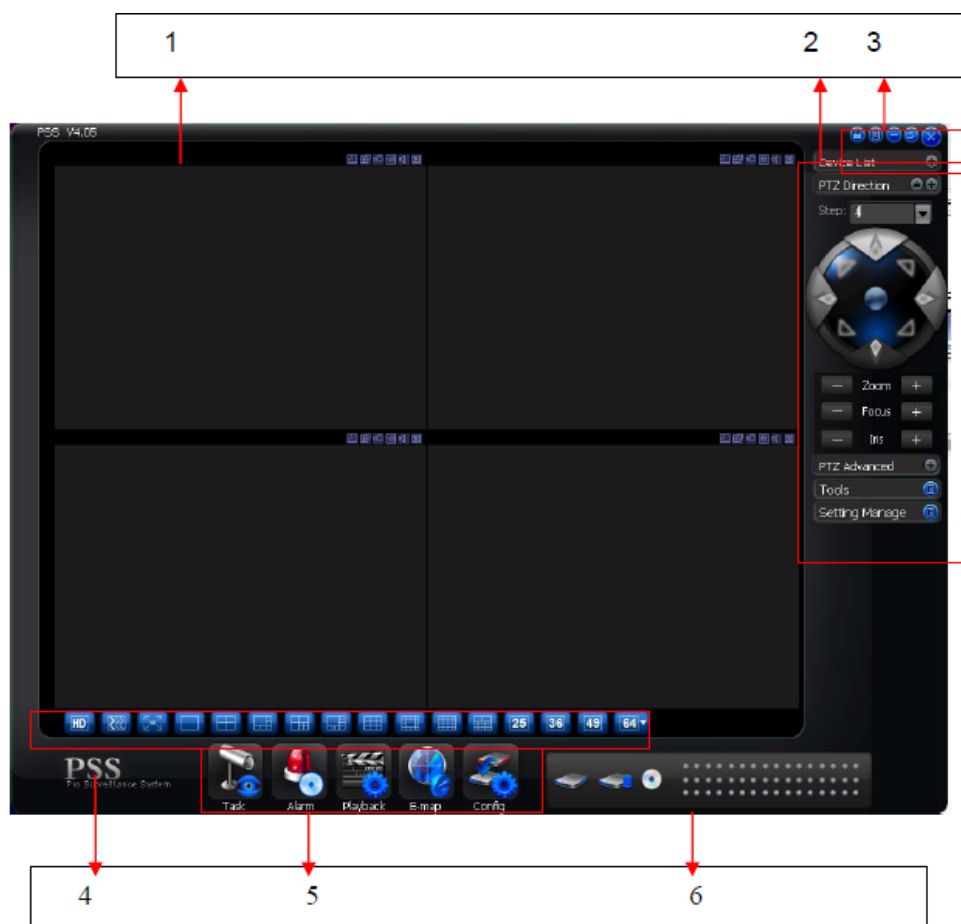 1 2 3
PSS V4.05
Device List
PTZ Direction
Step: 4
Zoom
Focus
Iris
PTZ Advanced
Tools
Setting Manage
HD 25 36 49 64
PSS
Pro Surveillance System
Task Alarm Playback E-map Config
4 5 6